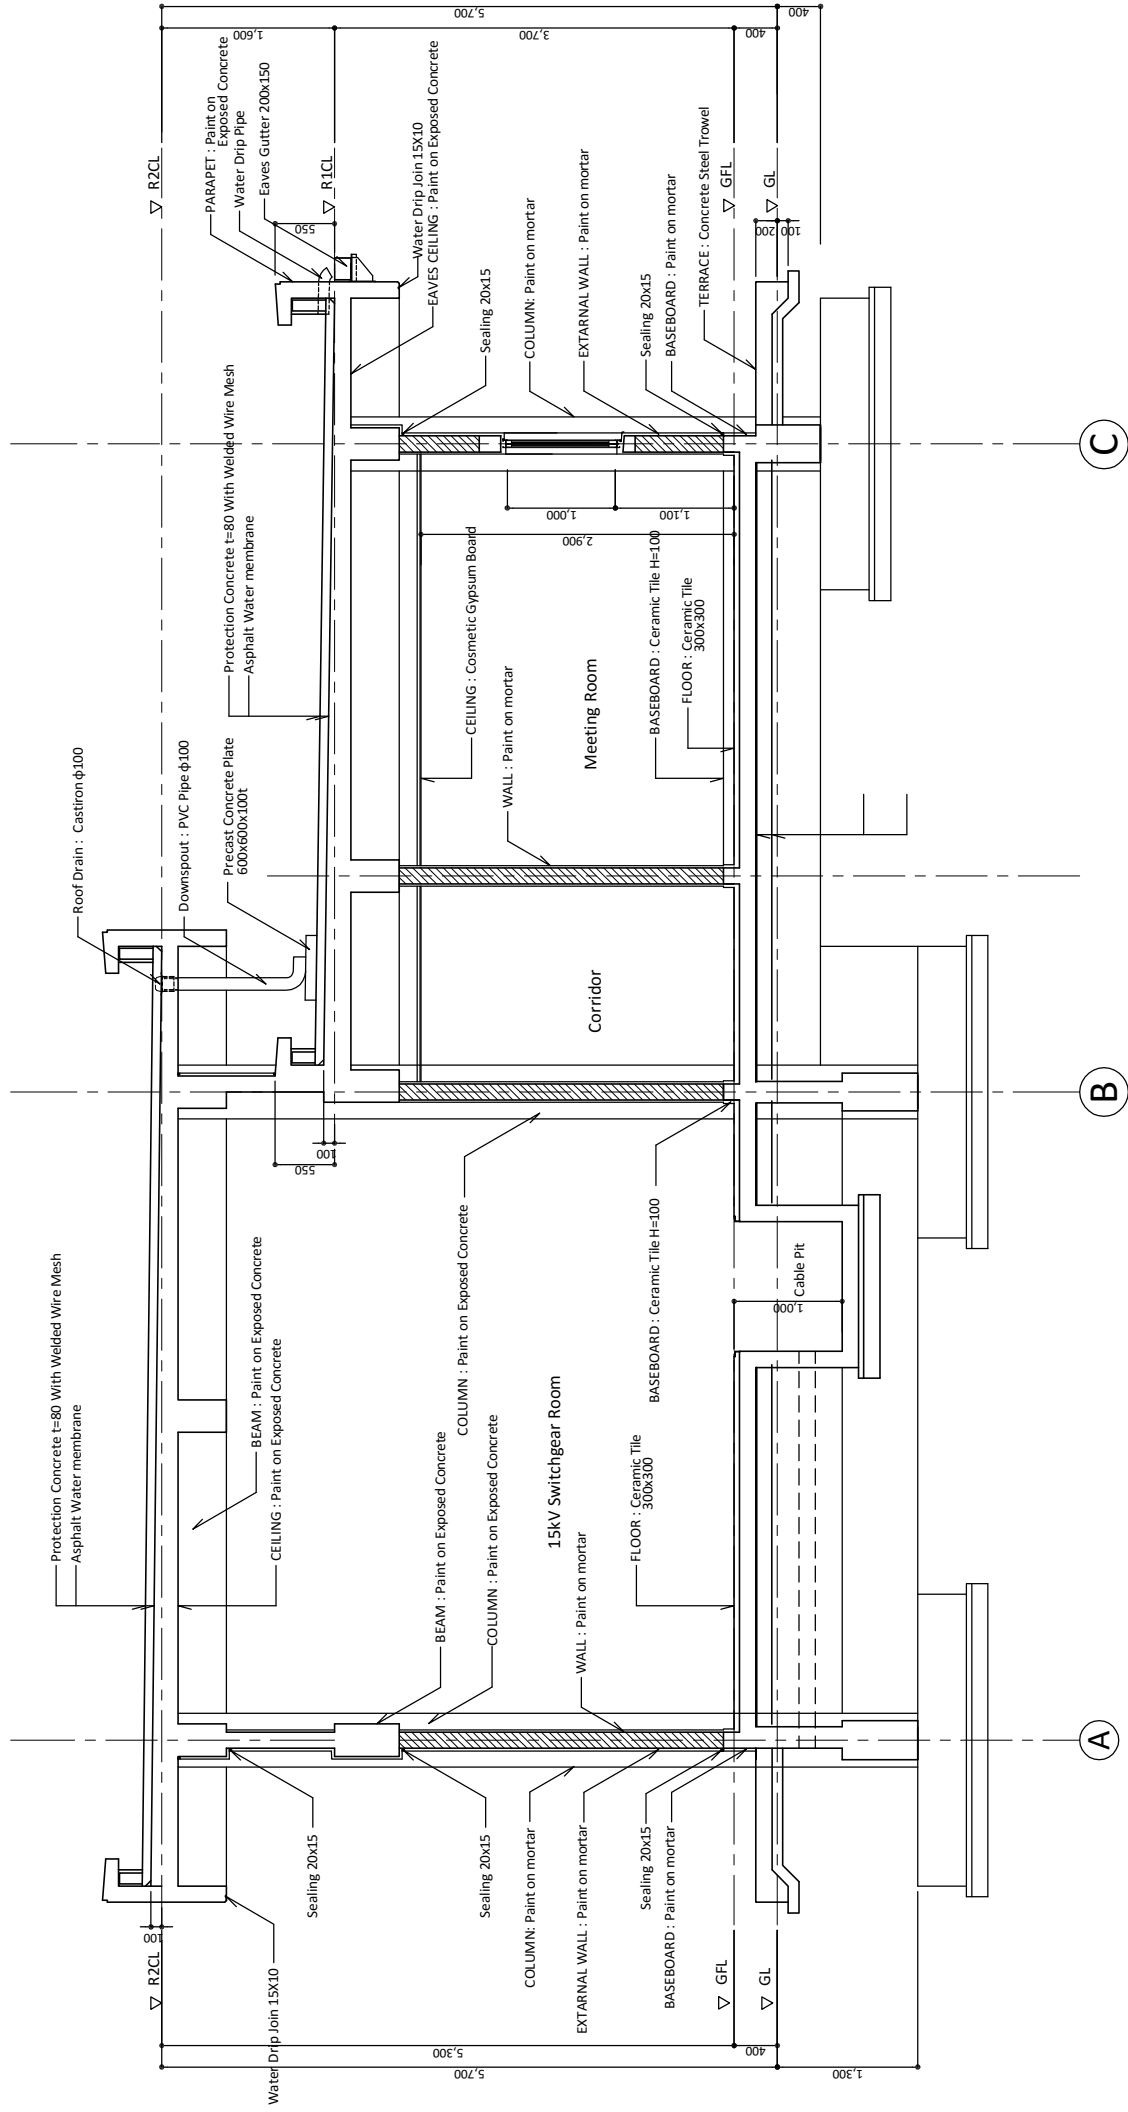 Protection Concrete t=80 With Welded Wire Mesh
Asphalt Water membrane
Roof Drain : Castiron ф100
Downspout : PVC Pipe ф100
Precast Concrete Plate
600x600x100t
Protection Concrete t=80 With Welded Wire Mesh
Asphalt Water membrane
▽ R2CL
PARAPET : Paint on
Exposed Concrete
Water Drip Pipe
Eaves Gutter 200x150
▽ R1CL
Water Drip Join 15X10
EAVES CEILING : Paint on Exposed Concrete
Sealing 20x15
COLUMN: Paint on mortar
EXTARNAL WALL : Paint on mortar
Sealing 20x15
BASEBOARD : Paint on mortar
TERRACE : Concrete Steel Trowel
▽ GFL
▽ GL
5,700
400
1,600
3,700
400
550
200
100
100
▽ R2CL
Water Drip Join 15X10
BEAM : Paint on Exposed Concrete
CEILING : Paint on Exposed Concrete
550
100
Sealing 20x15
BEAM : Paint on Exposed Concrete
COLUMN : Paint on Exposed Concrete
COLUMN : Paint on Exposed Concrete
Sealing 20x15
COLUMN: Paint on mortar
15kV Switchgear Room
WALL : Paint on mortar
EXTARNAL WALL : Paint on mortar
FLOOR : Ceramic Tile
300x300
BASEBOARD : Ceramic Tile H=100
Sealing 20x15
BASEBOARD : Paint on mortar
Corridor
CEILING : Cosmetic Gypsum Board
WALL : Paint on mortar
Meeting Room
BASEBOARD : Ceramic Tile H=100
FLOOR : Ceramic Tile
300x300
2,900
1,000
1,100
1,000
Cable Pit
▽ GFL
▽ GL
5,300
400
5,700
1,300
A
B
C